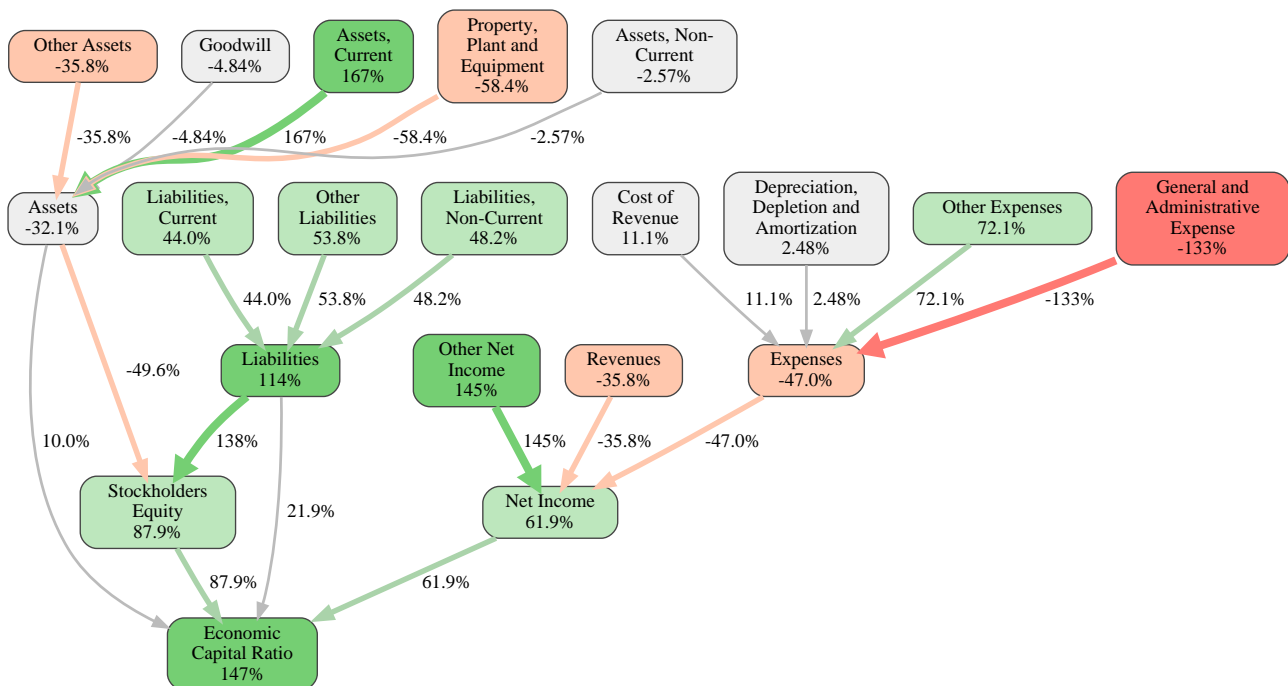 Other Assets
-35.8%
Goodwill
-4.84%
Assets,
Current
167%
Property,
Plant and
Equipment
-58.4%
Assets, Non-
Current
-2.57%
-35.8%
-4.84%
167%
-58.4%
-2.57%
Assets
-32.1%
Liabilities,
Current
44.0%
Other
Liabilities
53.8%
Liabilities,
Non-Current
48.2%
Cost of
Revenue
11.1%
Depreciation,
Depletion and
Amortization
2.48%
Other Expenses
72.1%
General and
Administrative
Expense
-133%
44.0%
53.8%
48.2%
11.1%
2.48%
72.1%
-133%
Liabilities
114%
Other Net
Income
145%
Revenues
-35.8%
Expenses
-47.0%
-49.6%
10.0%
138%
145%
-35.8%
-47.0%
Stockholders
Equity
87.9%
21.9%
Net Income
61.9%
87.9%
61.9%
Economic
Capital Ratio
147%